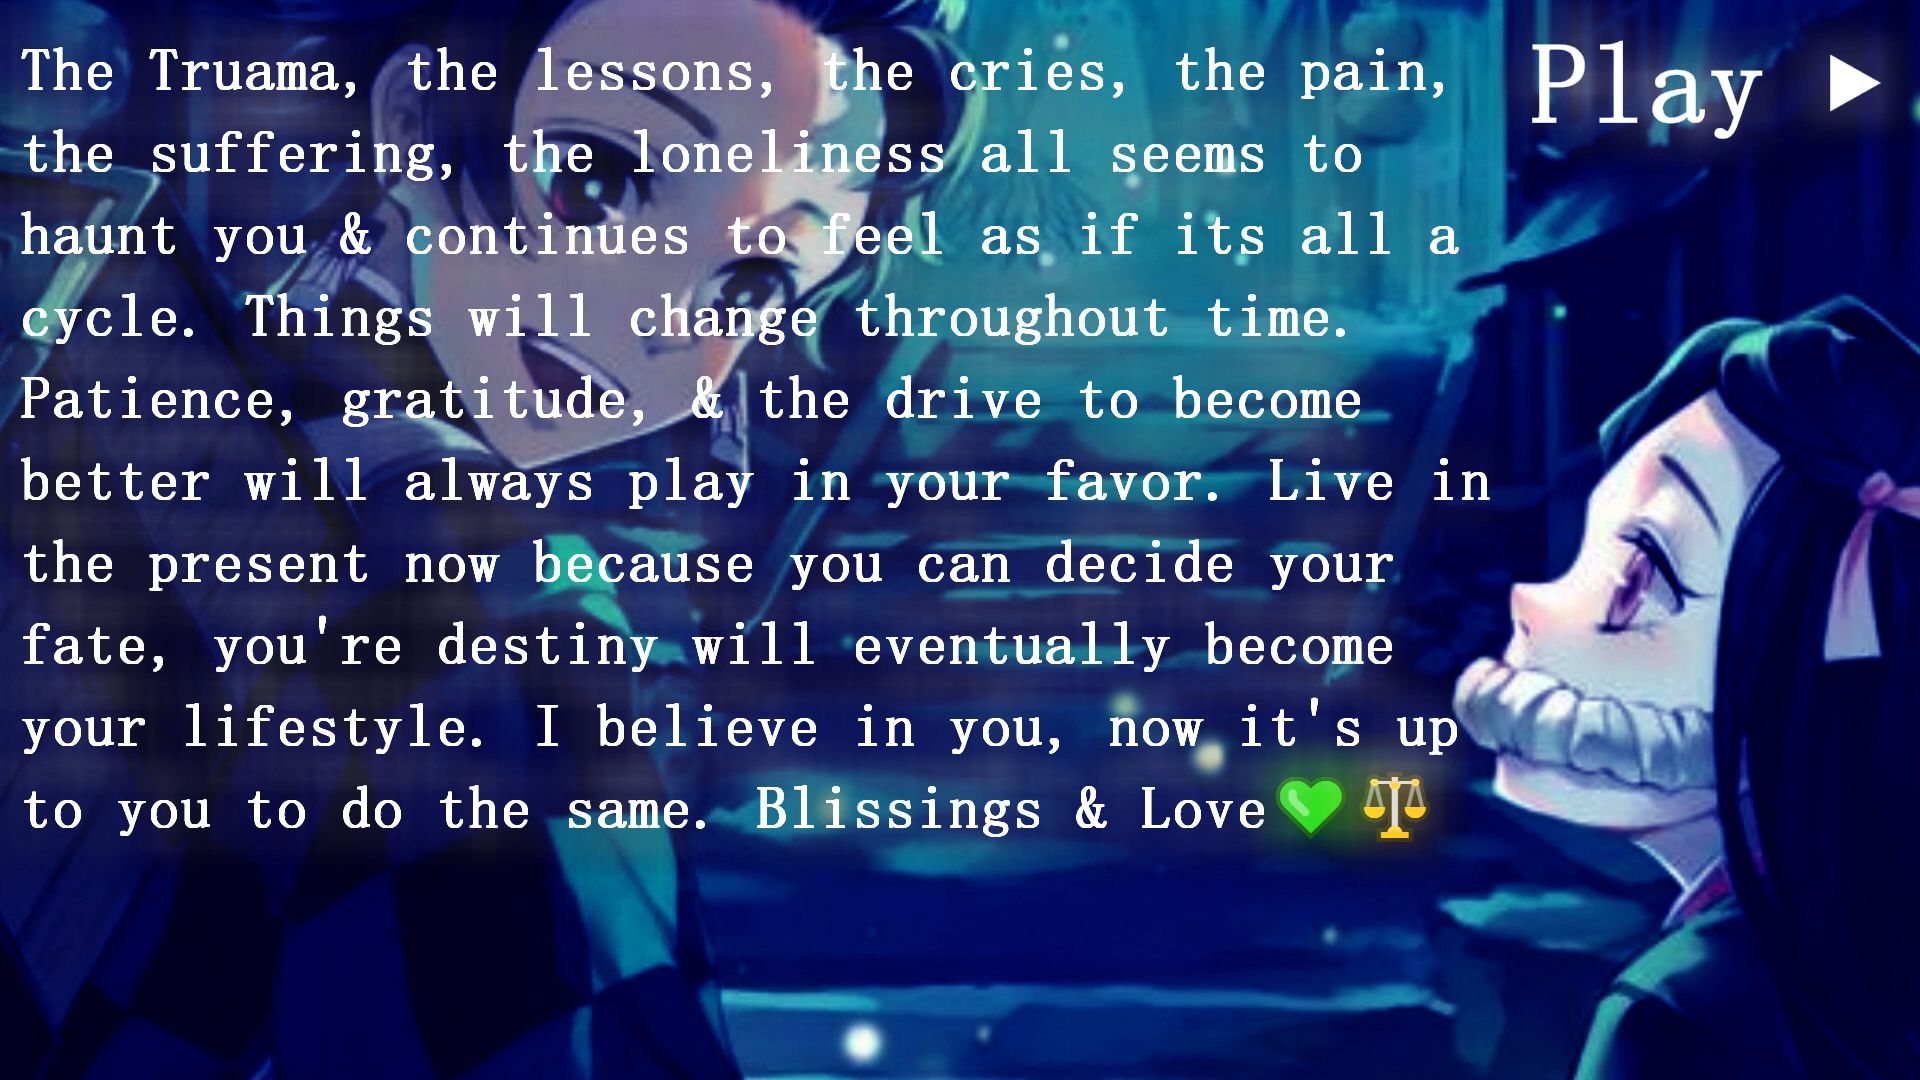 The Truama, the lessons, the cries, the pain,
the suffering, the loneliness all seems to
haunt you & continues to feel as if its all a
cycle. Things will change throughout time.
Patience, gratitude, & the drive to become
better will always play in your favor. Live in
the present now because you can decide your
fate, you're destiny will eventually become
your lifestyle. I believe in you, now it's up
to you to do the same. Blissings & Love💚⚖️
Play ▶